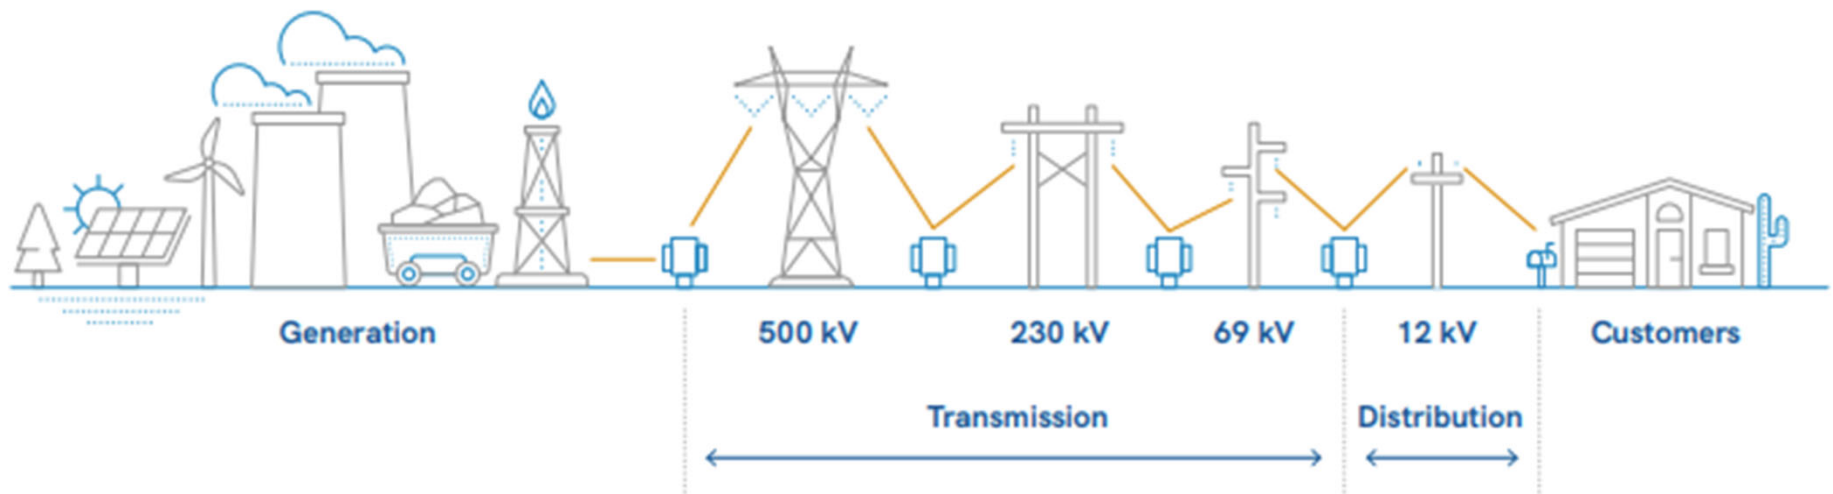 Generation
500 kV
230 kV
69 kV
12 kV
Customers
Transmission
Distribution